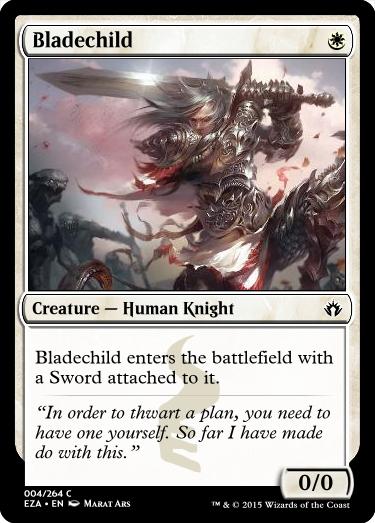 Bladechild
Creature — Human Knight
Bladechild enters the battlefield with
a Sword attached to it.
“In order to thwart a plan, you need to
have one yourself. So far I have made
do with this.”
0/0
004/264 C
EZA • EN Marat Ars
™ & © 2015 Wizards of the Coast